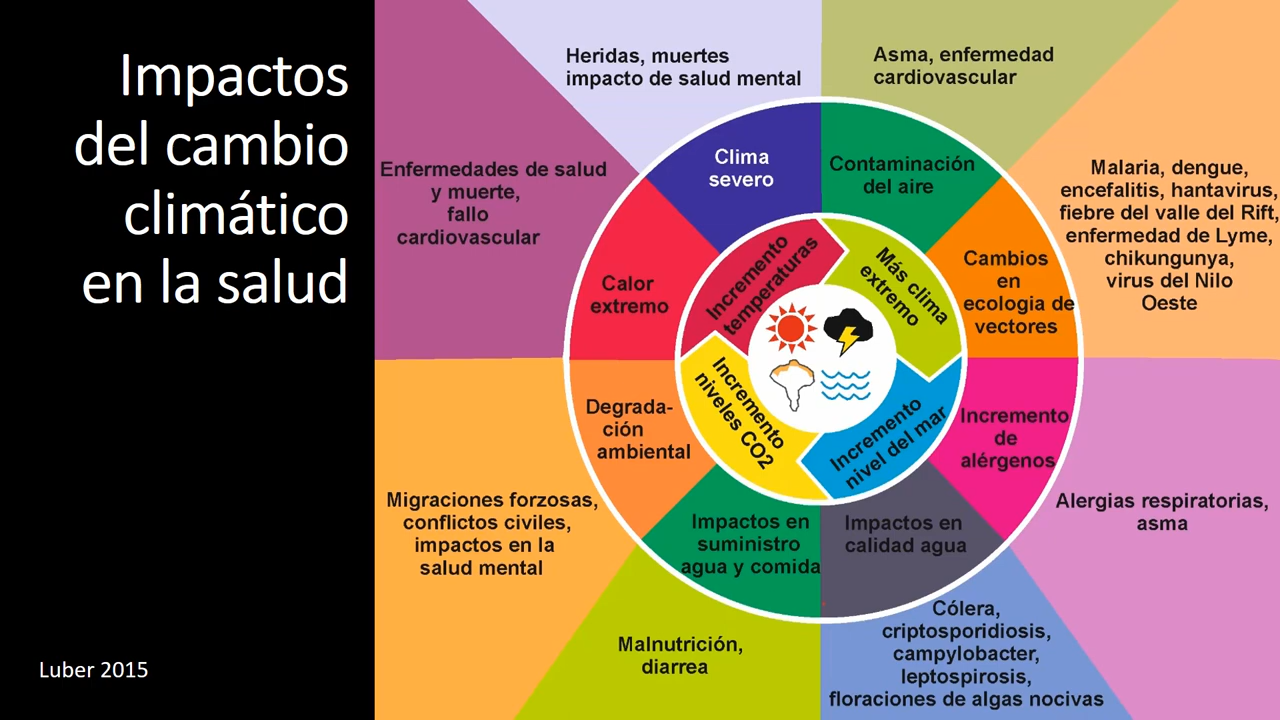 Impactos
del cambio
climático
en la salud
Luber 2015
Heridas, muertes
impacto de salud mental
Asma, enfermedad
cardiovascular
Malaria, dengue,
encefalitis, hantavirus,
fiebre del valle del Rift,
enfermedad de Lyme,
chikungunya,
virus del Nilo
Oeste
Alergias respiratorias,
asma
Cólera,
criptosporidiosis,
campylobacter,
leptospirosis,
floraciones de algas nocivas
Malnutrición,
diarrea
Migraciones forzosas,
conflictos civiles,
impactos en la
salud mental
Enfermedades de salud
y muerte,
fallo
cardiovascular
Clima
severo
Contaminación
del aire
Cambios
en
ecologia de
vectores
Incremento
de
alérgenos
Impactos en
calidad agua
Impactos en
suministro
agua y comida
Degrada-
ción
ambiental
Calor
extremo
Incremento
temperaturas
Más clima
extremo
Incremento
nivel del mar
Incremento
niveles CO2